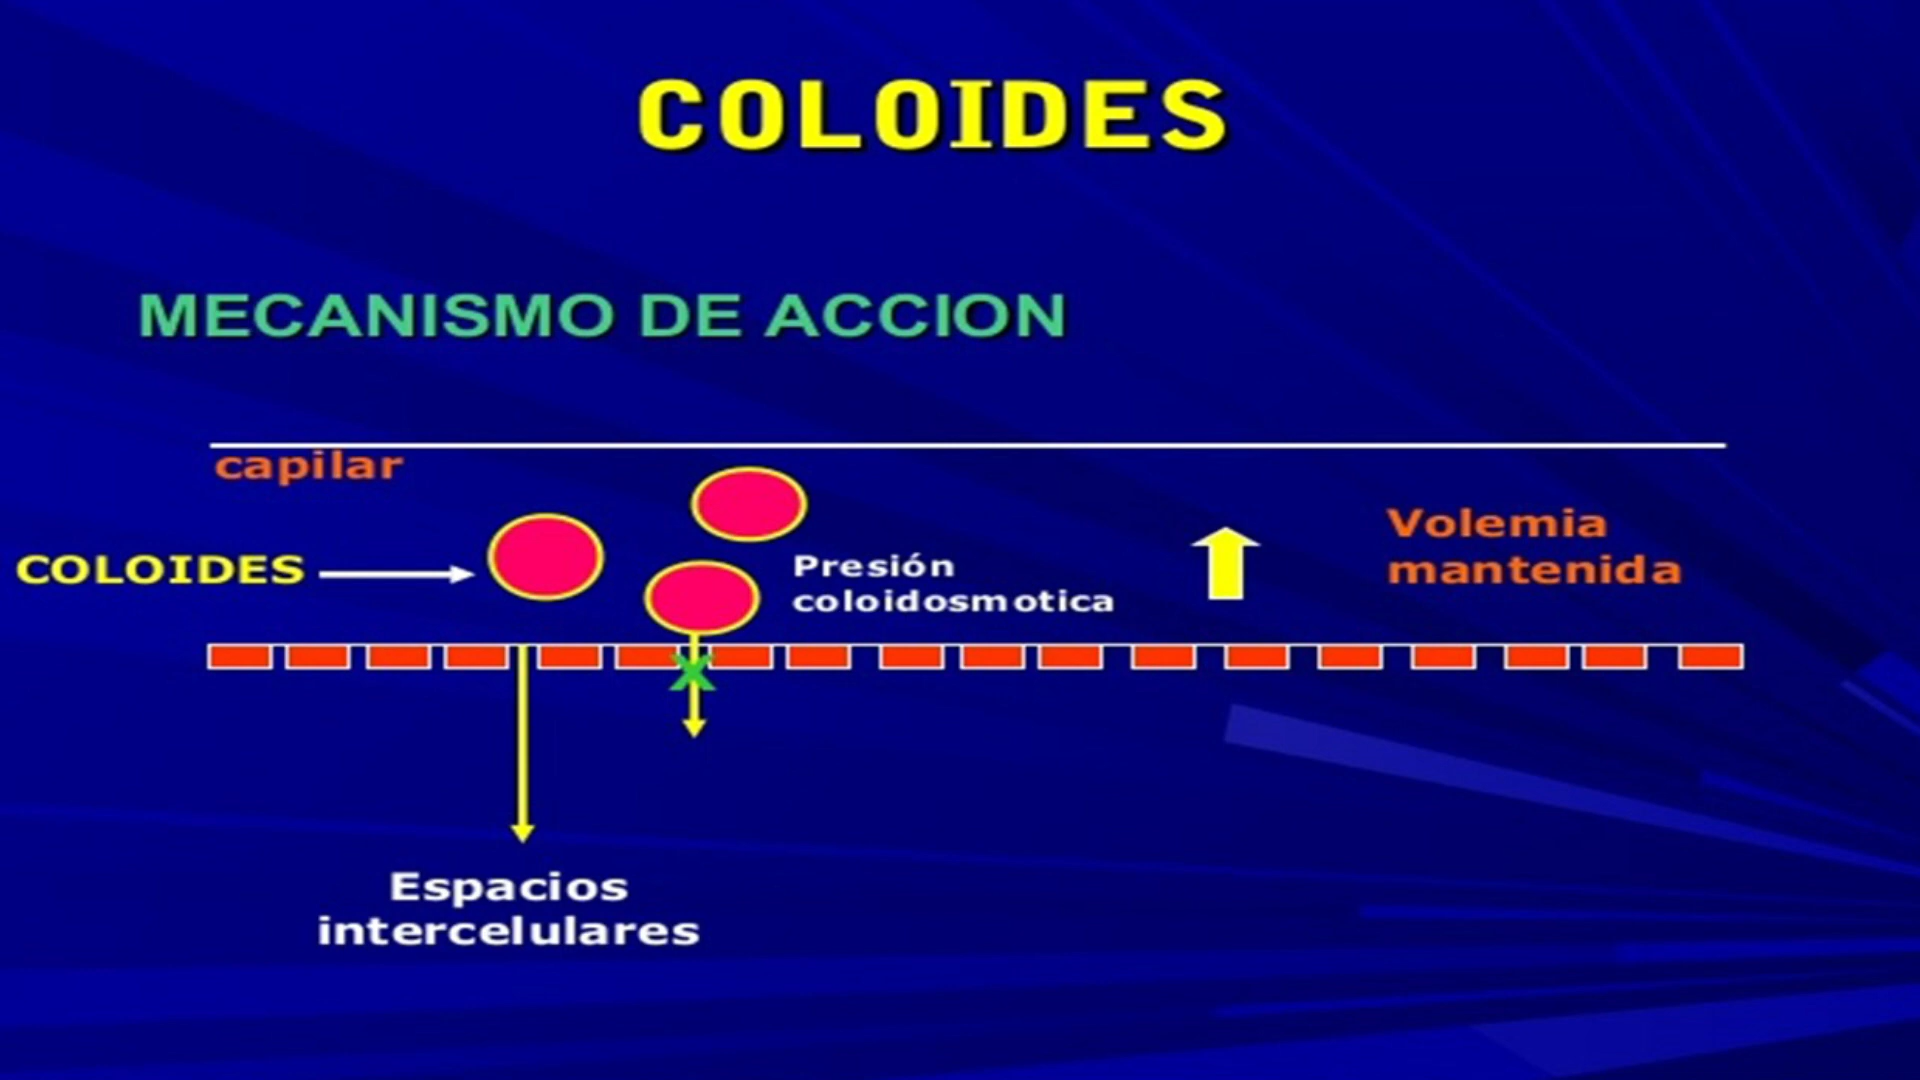 COLOIDES
MECANISMO DE ACCION
capilar
COLOIDES
Presión
coloidosmotica
Volemia
mantenida
Espacios
intercelulares